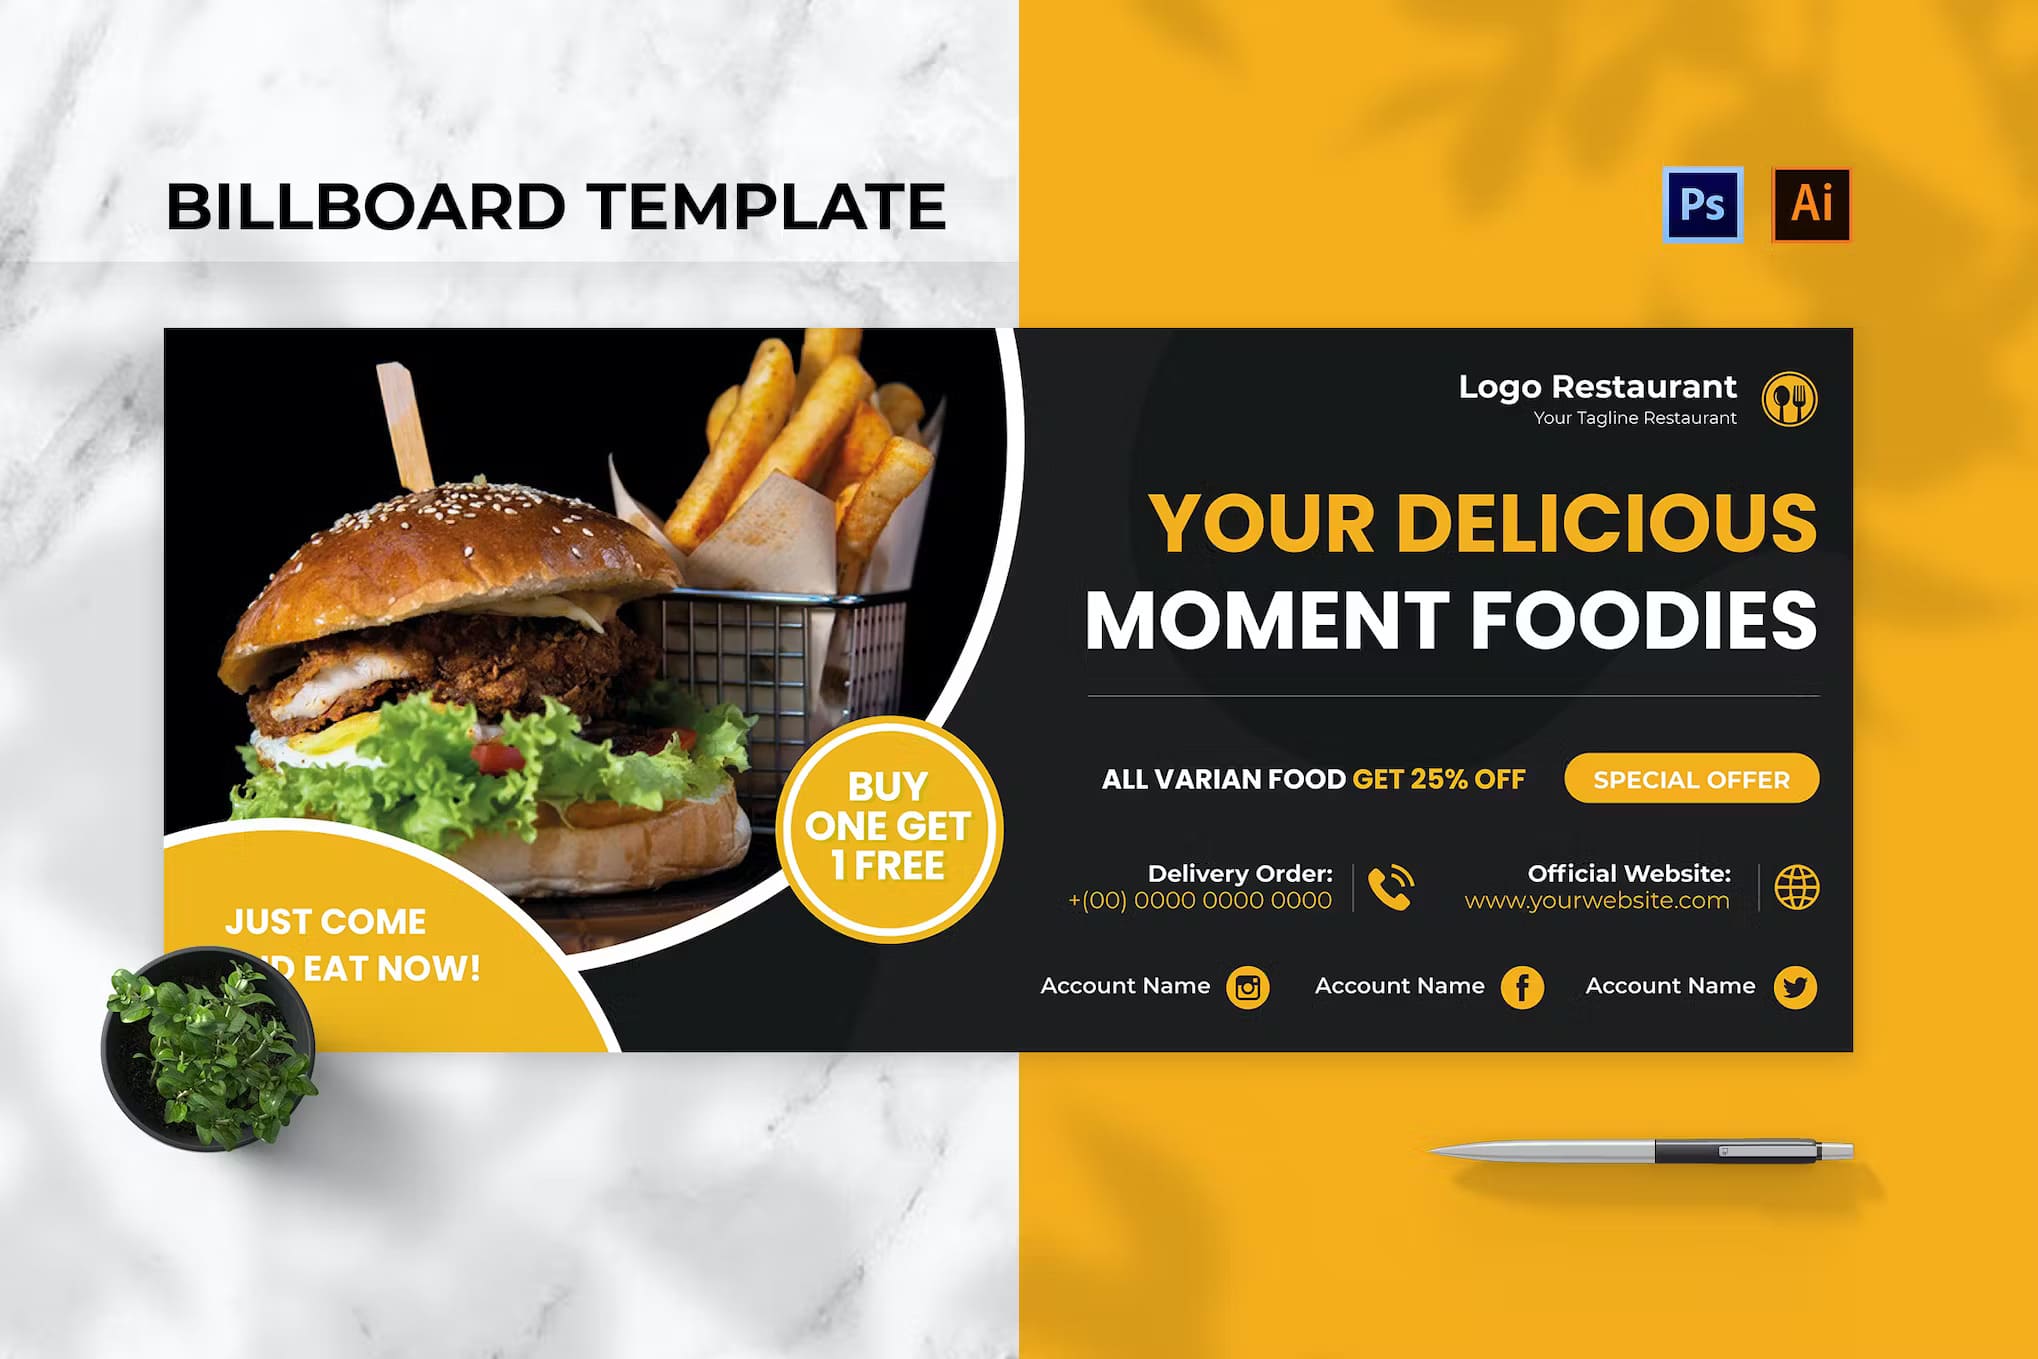 BILLBOARD TEMPLATE
Ps
Ai
Logo Restaurant
Your Tagline Restaurant
YOUR DELICIOUS
MOMENT FOODIES
ALL VARIAN FOOD GET 25% OFF
SPECIAL OFFER
BUY
ONE GET
1 FREE
JUST COME
EAT NOW!
Delivery Order:
+(00) 0000 0000 0000
Official Website:
www.yourwebsite.com
Account Name
Account Name
Account Name